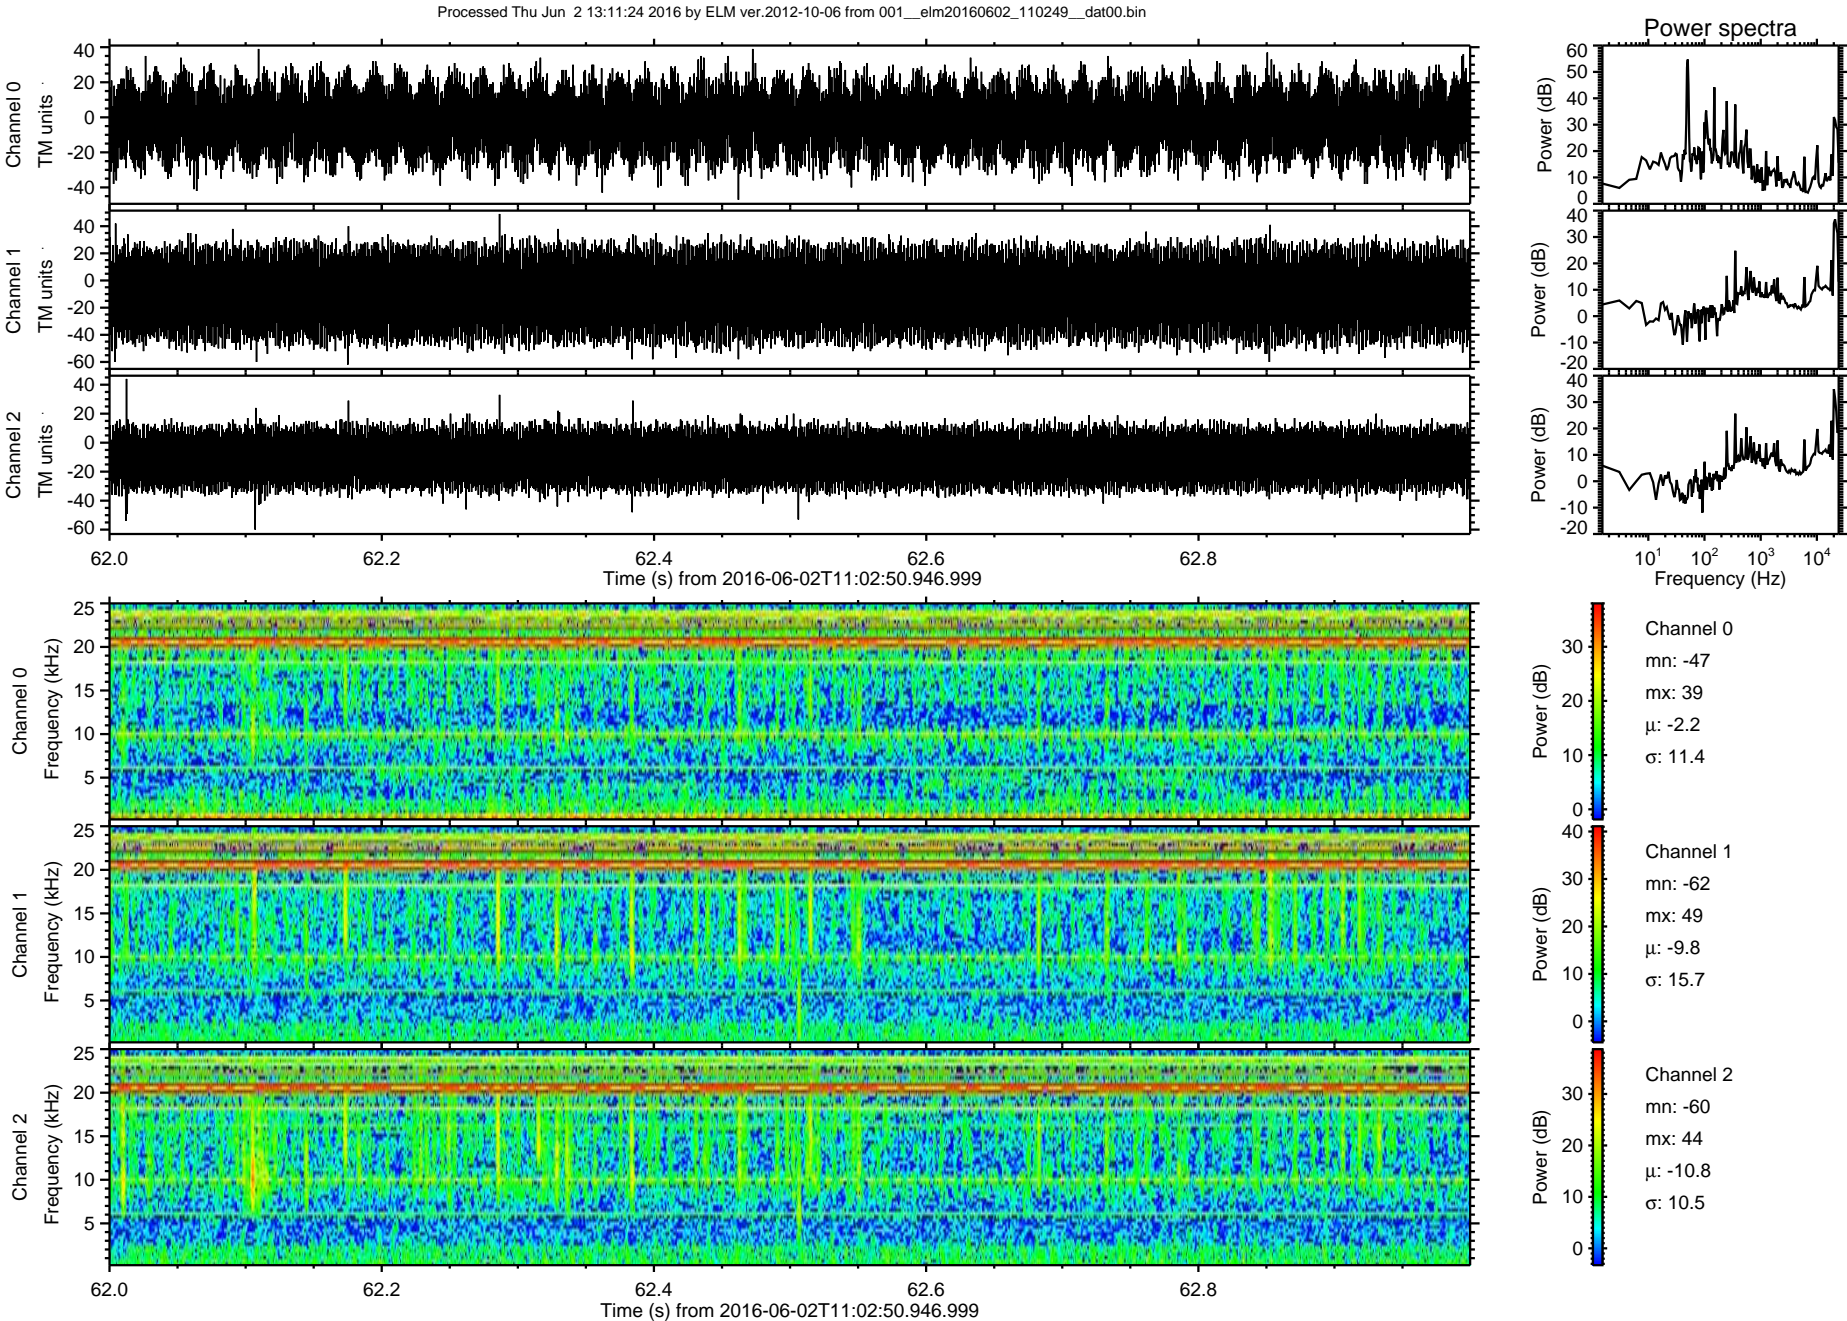 Processed Thu Jun  2 13:11:24 2016 by ELM ver.2012-10-06 from 001__elm20160602_110249__dat00.bin
Power spectra
Channel 0
TM units
40
20
0
-20
-40
Power (dB)
60
50
40
30
20
10
0
Channel 1
TM units
40
20
0
-20
-40
-60
Power (dB)
40
30
20
10
0
-10
-20
Channel 2
TM units
40
20
0
-20
-40
-60
Power (dB)
40
30
20
10
0
-10
-20
62.0 62.2 62.4 62.6 62.8
Time (s) from 2016-06-02T11:02:50.946.999
10^1 10^2 10^3 10^4
Frequency (Hz)
Channel 0
Frequency (kHz)
25
20
15
10
5
Power (dB)
30
20
10
0
Channel 0
mn: -47
mx: 39
μ: -2.2
σ: 11.4
Channel 1
Frequency (kHz)
25
20
15
10
5
Power (dB)
40
30
20
10
0
Channel 1
mn: -62
mx: 49
μ: -9.8
σ: 15.7
Channel 2
Frequency (kHz)
25
20
15
10
5
Power (dB)
30
20
10
0
Channel 2
mn: -60
mx: 44
μ: -10.8
σ: 10.5
62.0 62.2 62.4 62.6 62.8
Time (s) from 2016-06-02T11:02:50.946.999